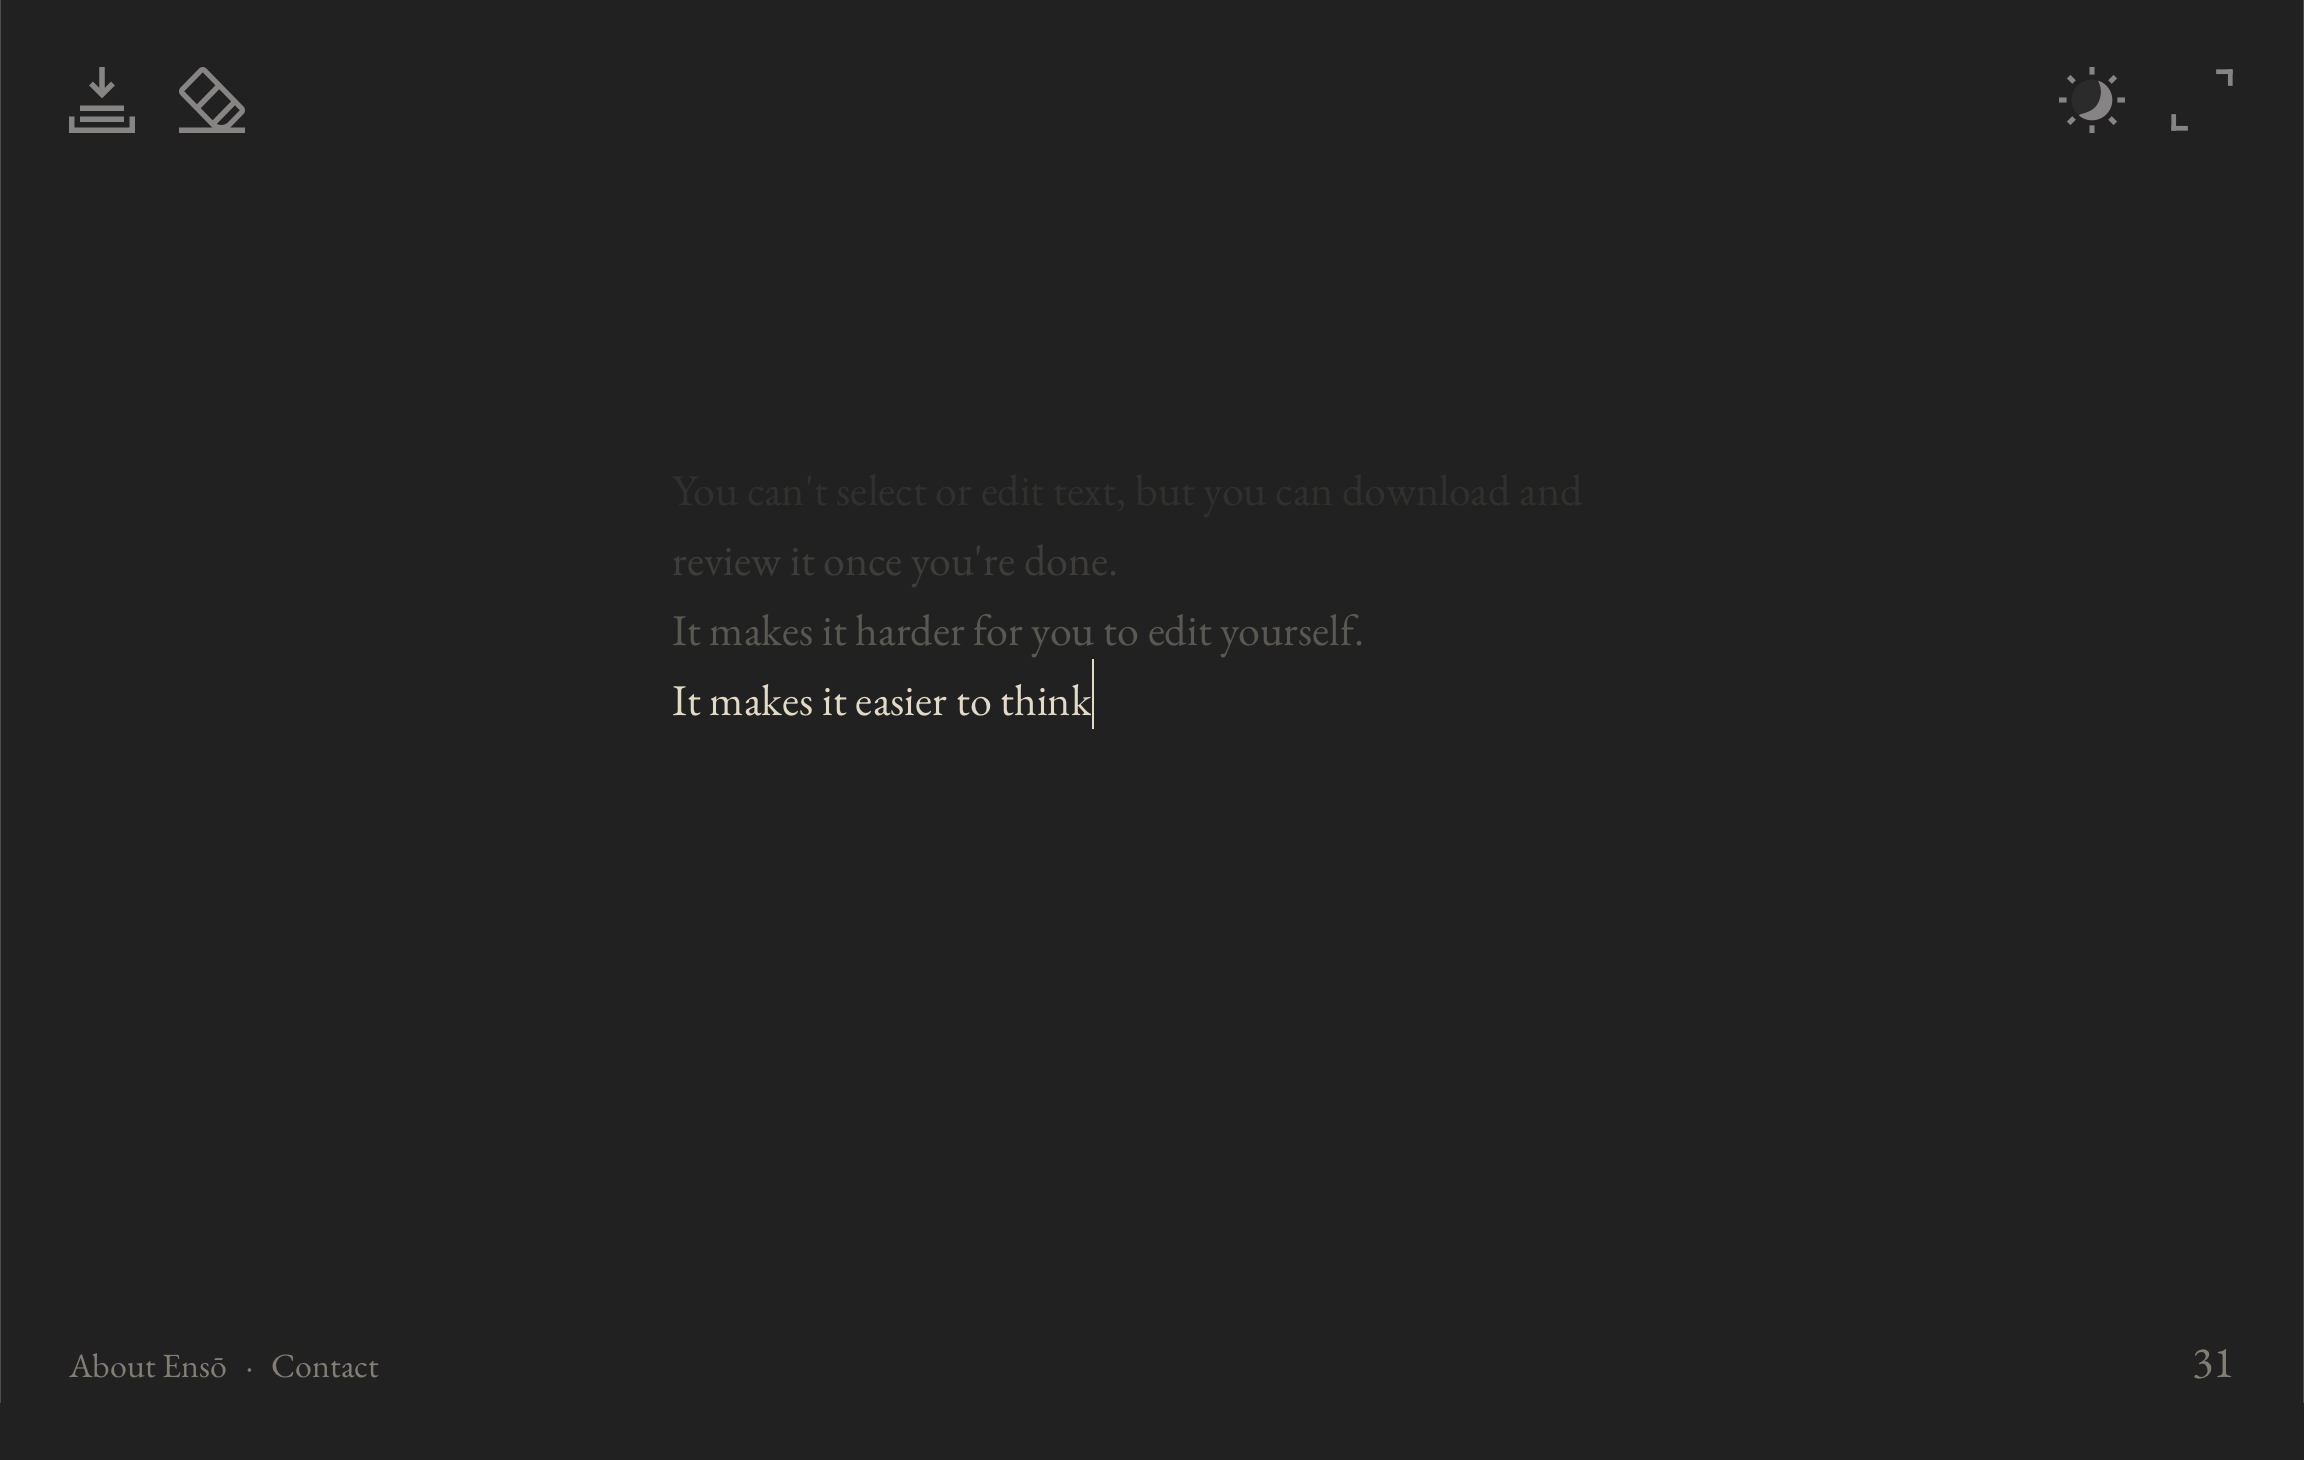 You can't select or edit text, but you can download and
review it once you're done.
It makes it harder for you to edit yourself.
It makes it easier to think
About Ensō · Contact
31